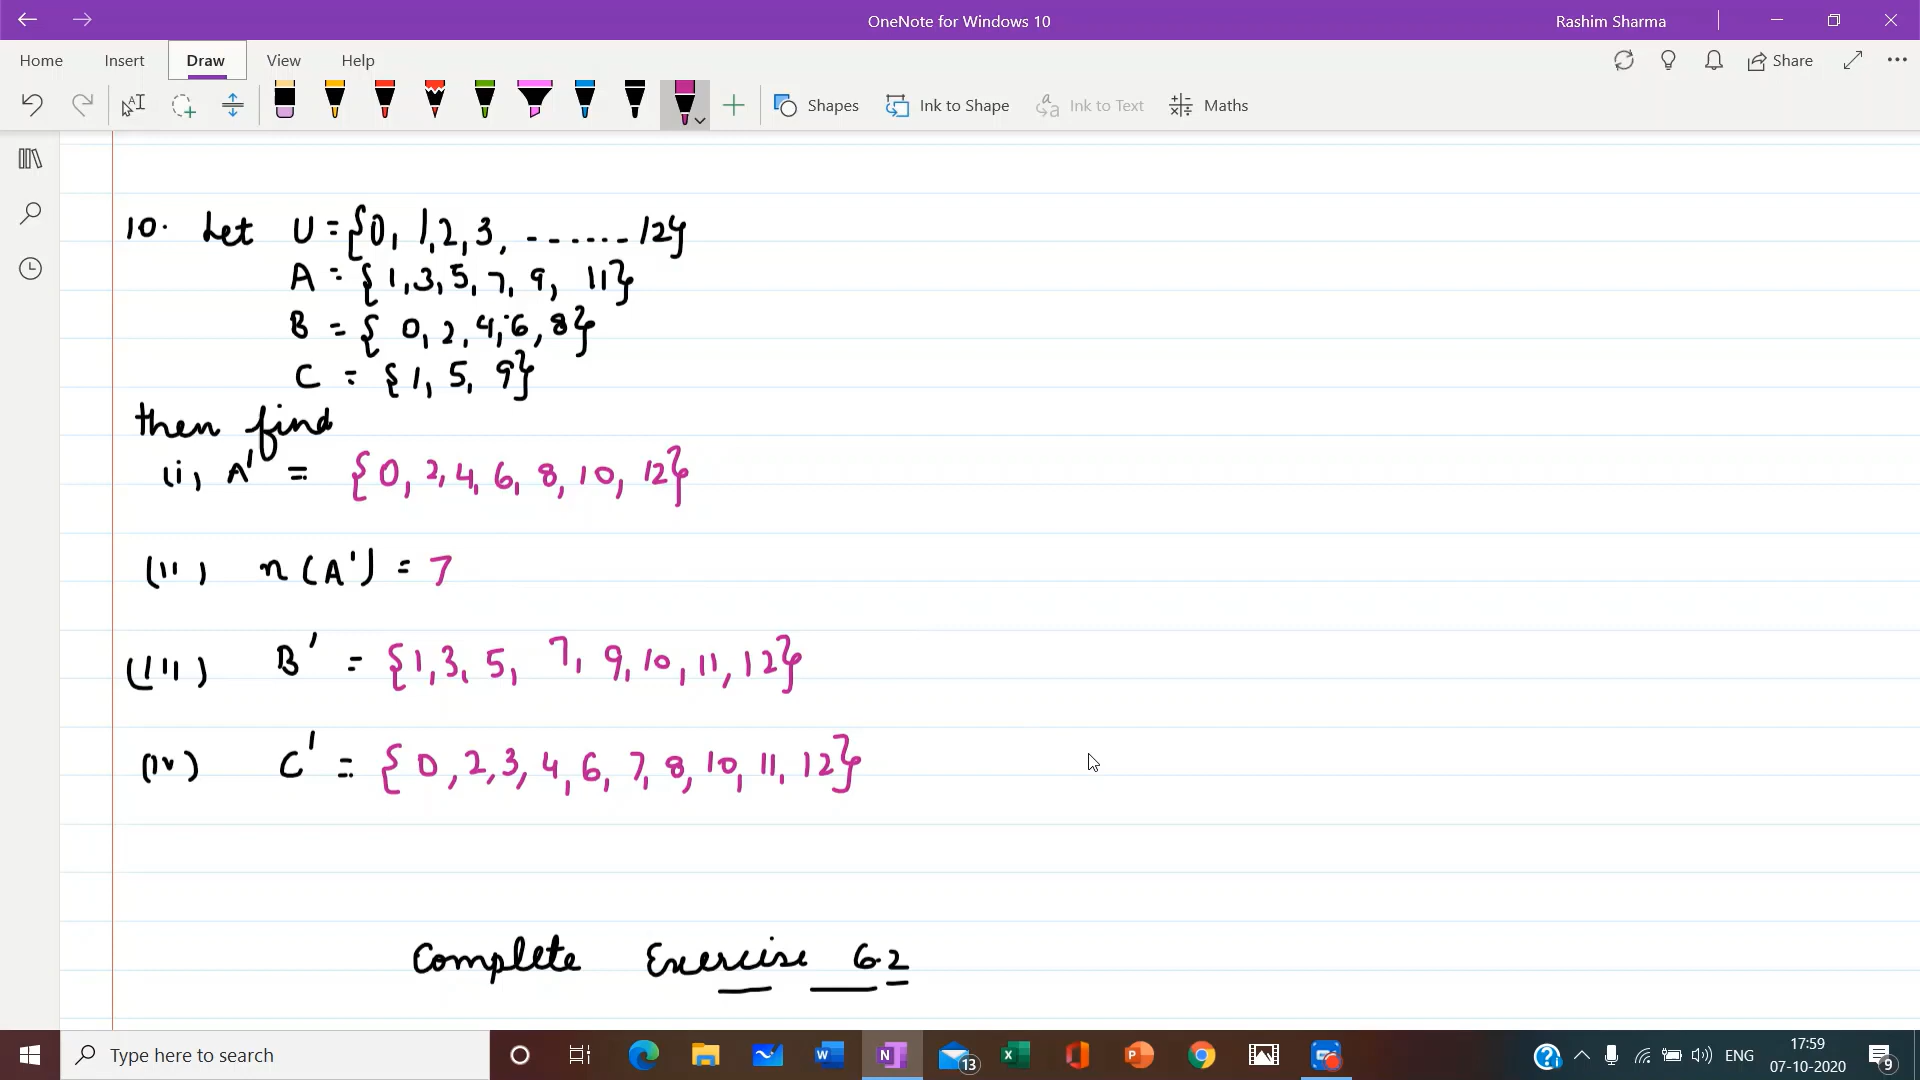 OneNote for Windows 10
Rashim Sharma
Home Insert Draw View Help
Share
Shapes Ink to Shape Ink to Text Maths
10. Let U = {0, 1, 2, 3, ------ 12}
A = {1, 3, 5, 7, 9, 11}
B = {0, 2, 4, 6, 8}
C = {1, 5, 9}
then find
(i) A' = {0, 2, 4, 6, 8, 10, 12}
(ii) n(A') = 7
(iii) B' = {1, 3, 5, 7, 9, 10, 11, 12}
(iv) C' = {0, 2, 3, 4, 6, 7, 8, 10, 11, 12}
Complete Exercise 6.2
Type here to search
13
ENG
17:59
07-10-2020
9